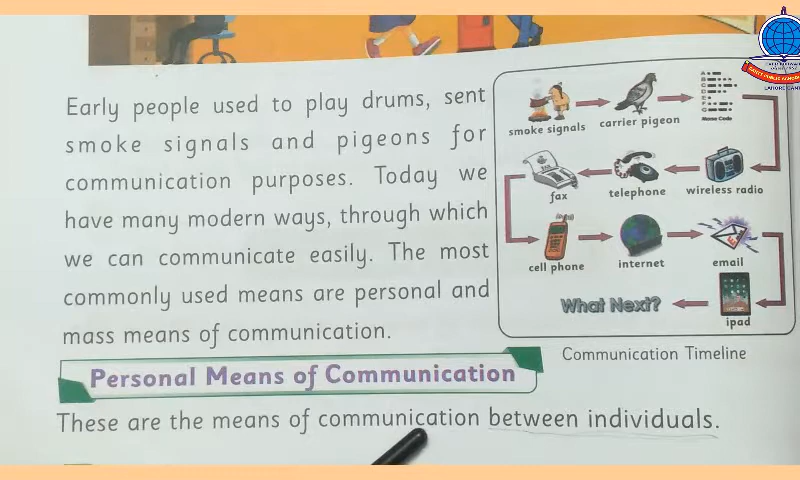 Early people used to play drums, sent
smoke signals and pigeons for
communication purposes. Today we
have many modern ways, through which
we can communicate easily. The most
commonly used means are personal and
mass means of communication.
smoke signals
carrier pigeon
Morse Code
fax
telephone
wireless radio
cell phone
internet
email
What Next?
ipad
Communication Timeline
Personal Means of Communication
These are the means of communication between individuals.